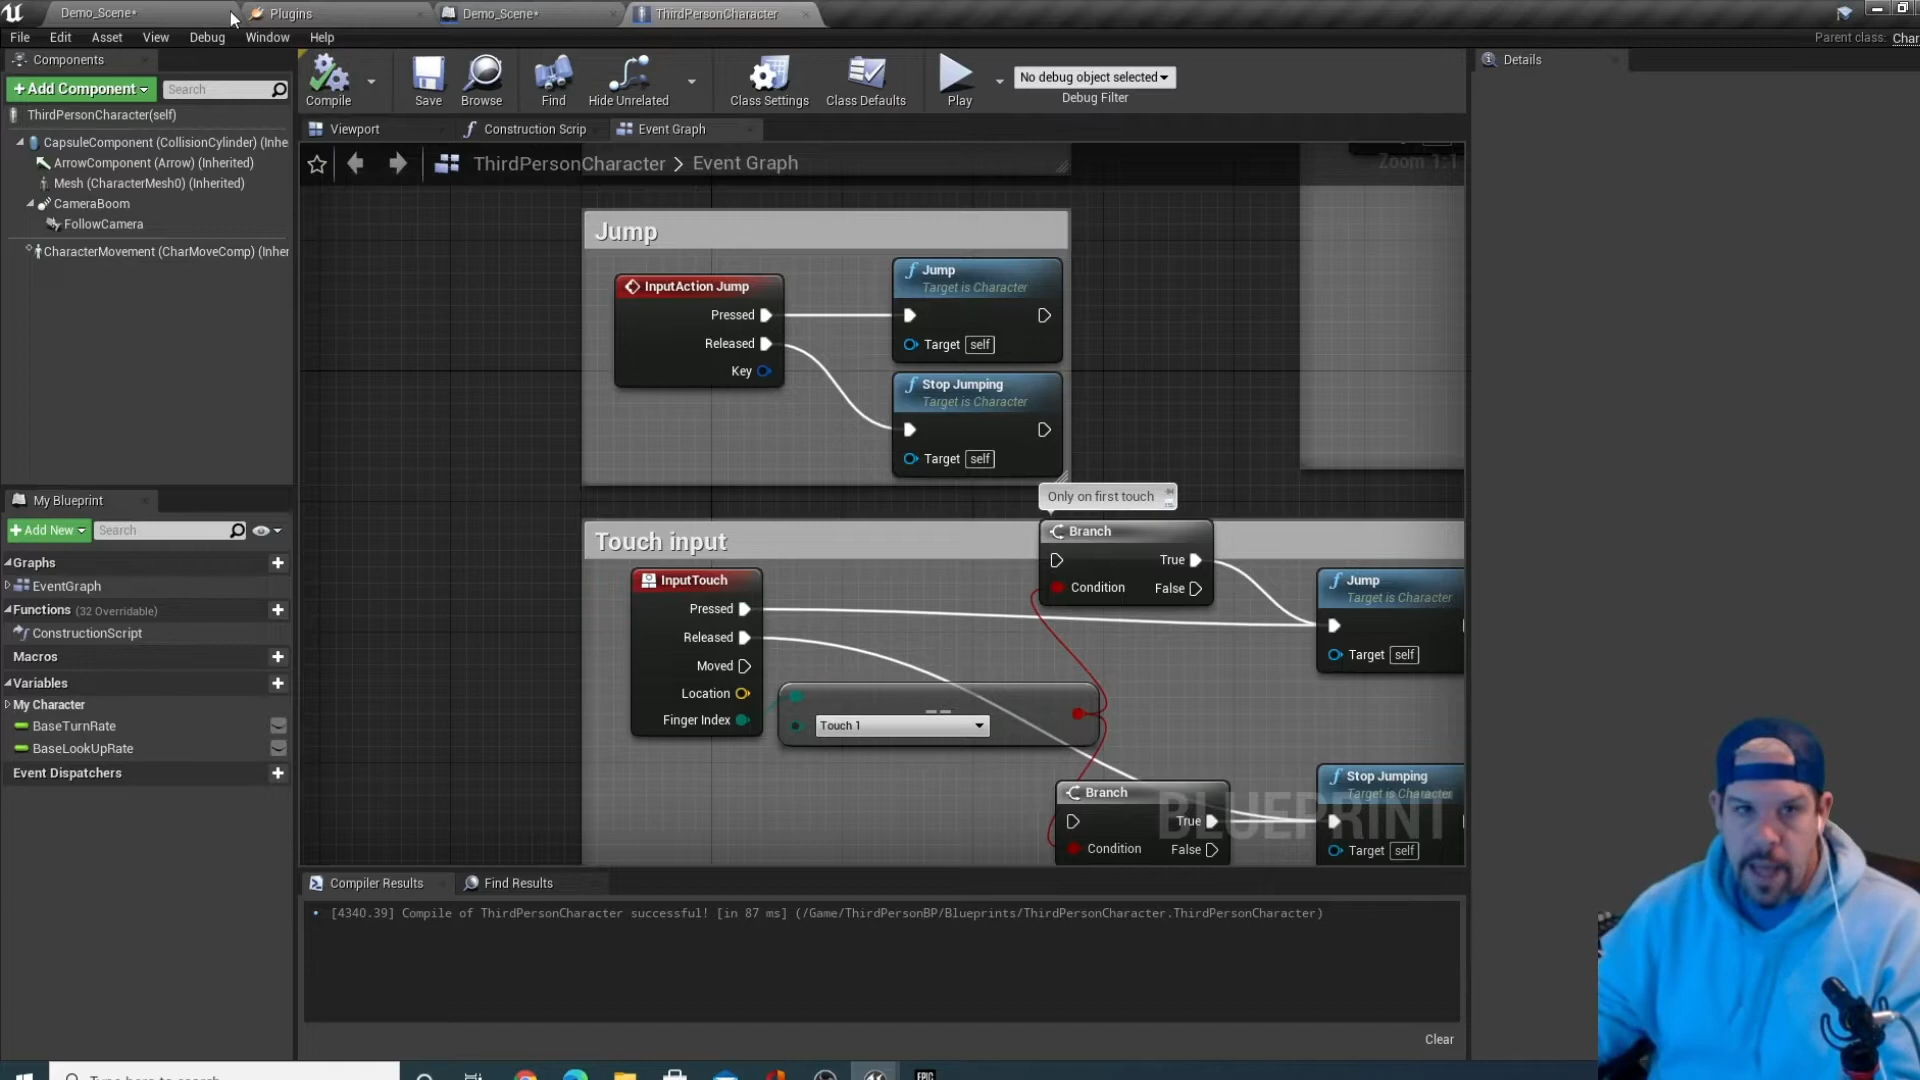 Demo_Scene*
Plugins
Demo_Scene*
ThirdPersonCharacter
File Edit Asset View Debug Window Help
Parent class: Char
Components
+Add Component
Search
ThirdPersonCharacter(self)
CapsuleComponent (CollisionCylinder) (Inhe
ArrowComponent (Arrow) (Inherited)
Mesh (CharacterMesh0) (Inherited)
CameraBoom
FollowCamera
CharacterMovement (CharMoveComp) (Inher
Compile
Save
Browse
Find
Hide Unrelated
Class Settings
Class Defaults
Play
No debug object selected
Debug Filter
Details
Viewport
Construction Scrip
Event Graph
ThirdPersonCharacter > Event Graph
Zoom 1:1
Jump
InputAction Jump
Pressed
Released
Key
Jump
Target is Character
Target self
Stop Jumping
Target is Character
Target self
Only on first touch
Touch input
InputTouch
Pressed
Released
Moved
Location
Finger Index
==
Touch 1
Branch
True
Condition
False
Jump
Target is Character
Target self
Branch
True
Condition
False
Stop Jumping
Target is Character
Target self
BLUEPRINT
My Blueprint
+Add New
Search
Graphs
EventGraph
Functions (32 Overridable)
ConstructionScript
Macros
Variables
My Character
BaseTurnRate
BaseLookUpRate
Event Dispatchers
Compiler Results
Find Results
[4340.39] Compile of ThirdPersonCharacter successful! [in 87 ms] (/Game/ThirdPersonBP/Blueprints/ThirdPersonCharacter.ThirdPersonCharacter)
Clear
Type here to search
EPIC